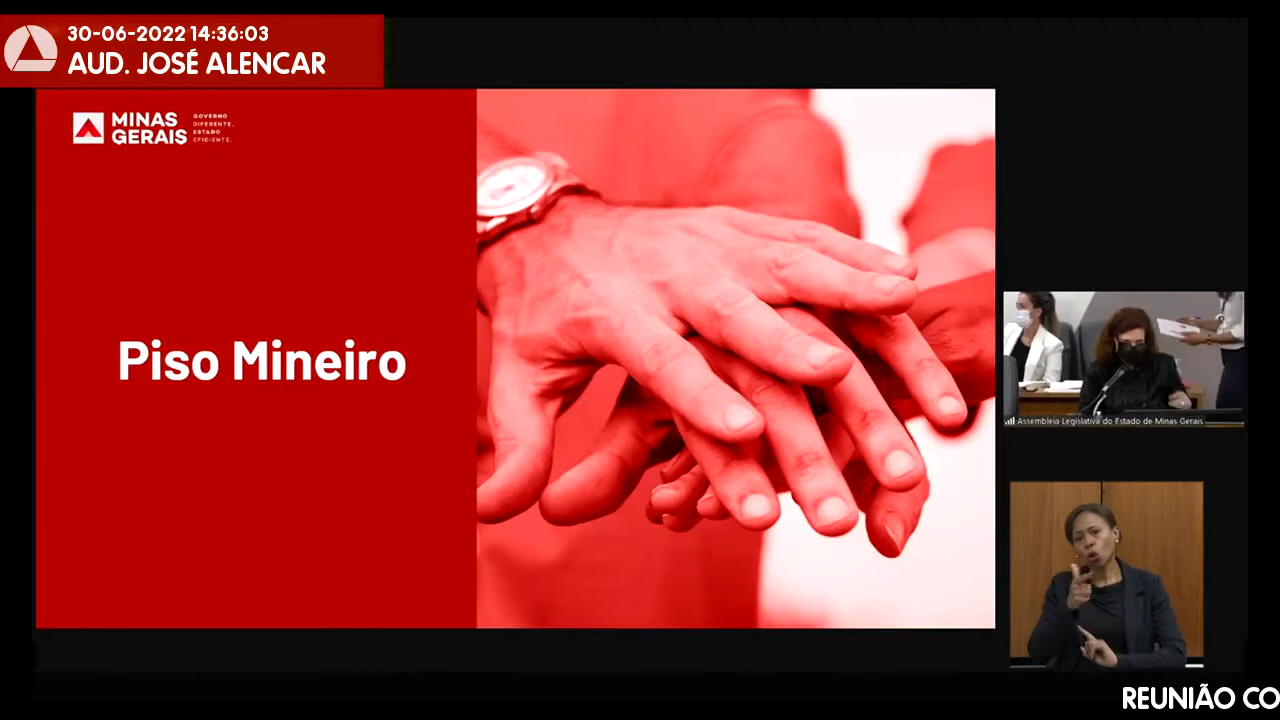 30-06-2022 14:36:03
AUD. JOSÉ ALENCAR
MINAS
GERAIS
GOVERNO
DIFERENTE.
ESTADO
EFICIENTE.
Piso Mineiro
Assembleia Legislativa do Estado de Minas Gerais
REUNIÃO CO